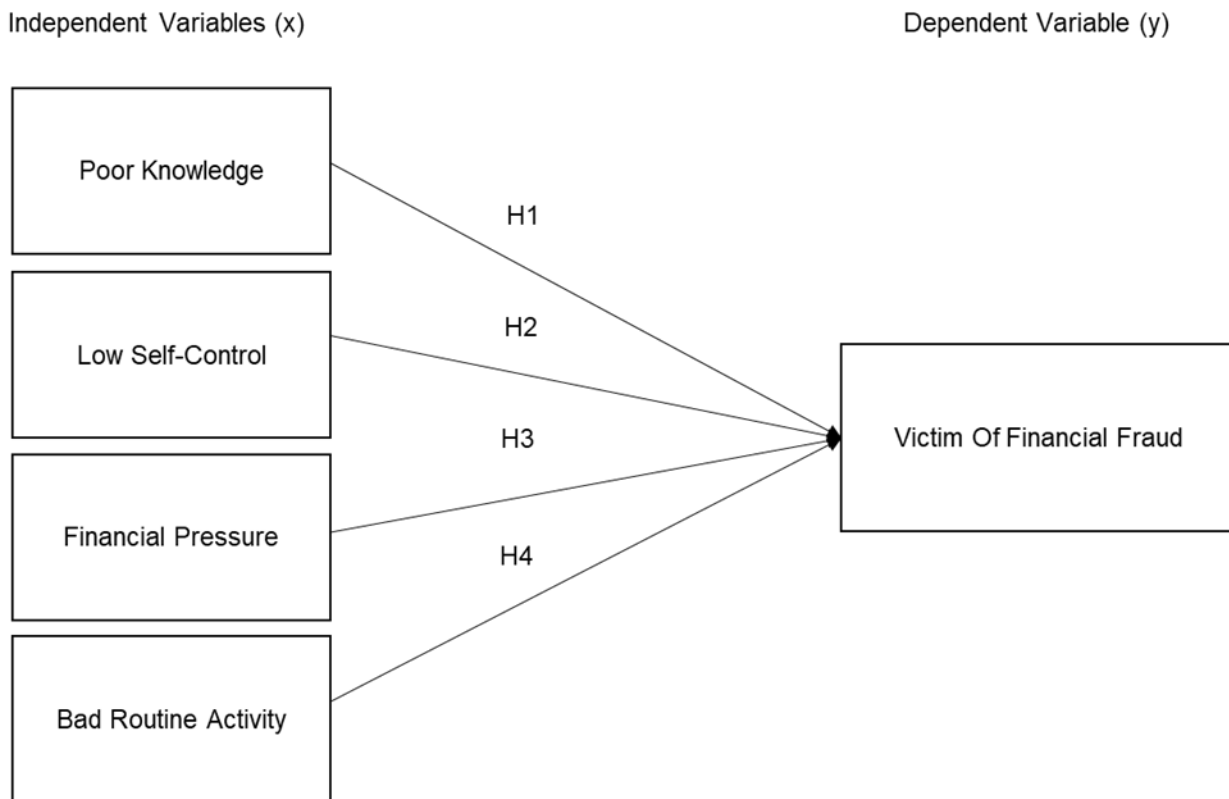 Independent Variables (x)
Dependent Variable (y)
Poor Knowledge
H1
Low Self-Control
H2
H3
Victim Of Financial Fraud
Financial Pressure
H4
Bad Routine Activity